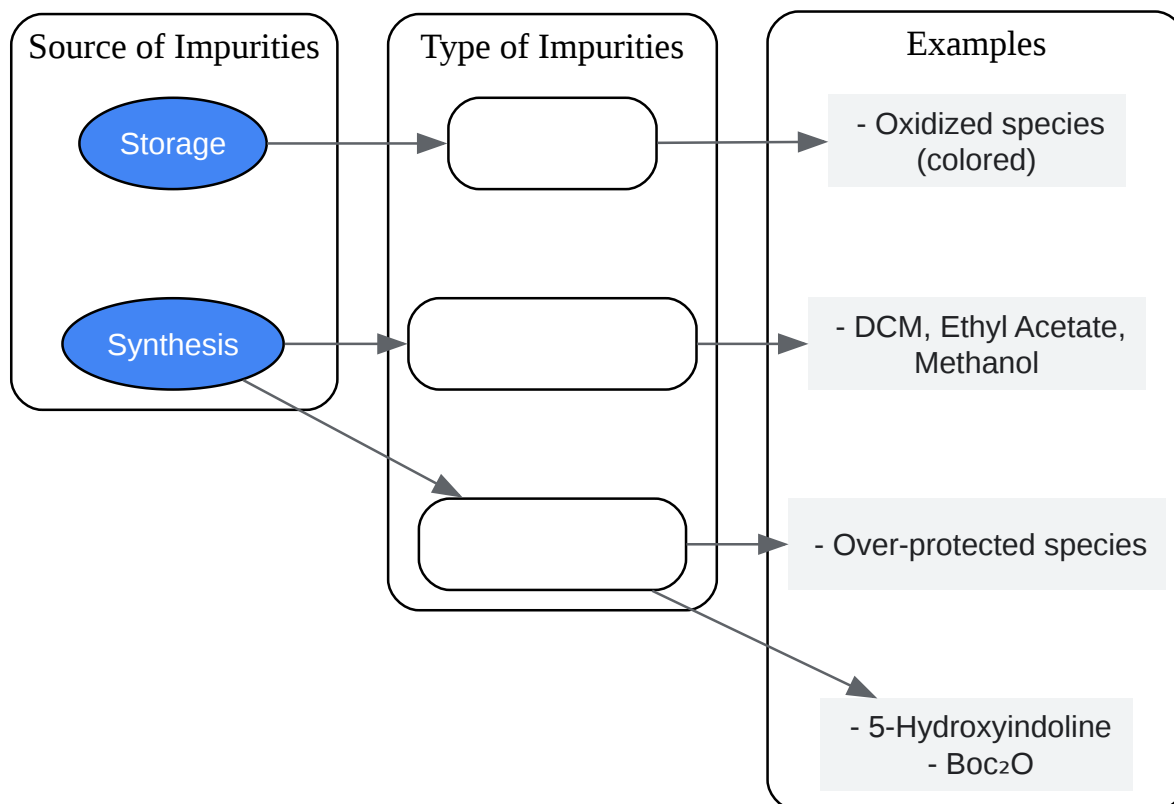 Source of Impurities
Type of Impurities
Examples
Storage
- Oxidized species
(colored)
Synthesis
- DCM, Ethyl Acetate,
Methanol
- Over-protected species
- 5-Hydroxyindoline
- Boc₂O